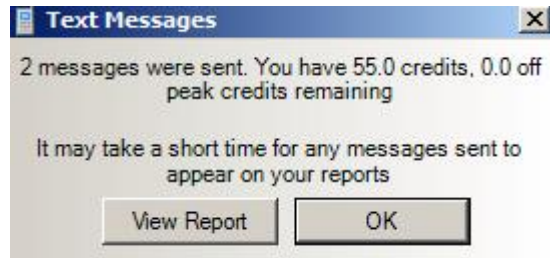 Text Messages
2 messages were sent. You have 55.0 credits, 0.0 off
peak credits remaining
It may take a short time for any messages sent to
appear on your reports
View Report
OK